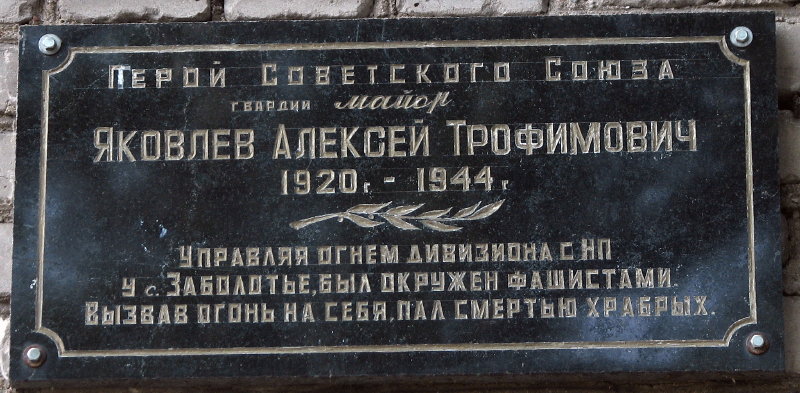 Герой Советского Союза
гвардии майор
Яковлев Алексей Трофимович
1920г. - 1944г.
Управляя огнем дивизиона с НП
у с. Заболотье, был окружен фашистами.
Вызвав огонь на себя, пал смертью храбрых.